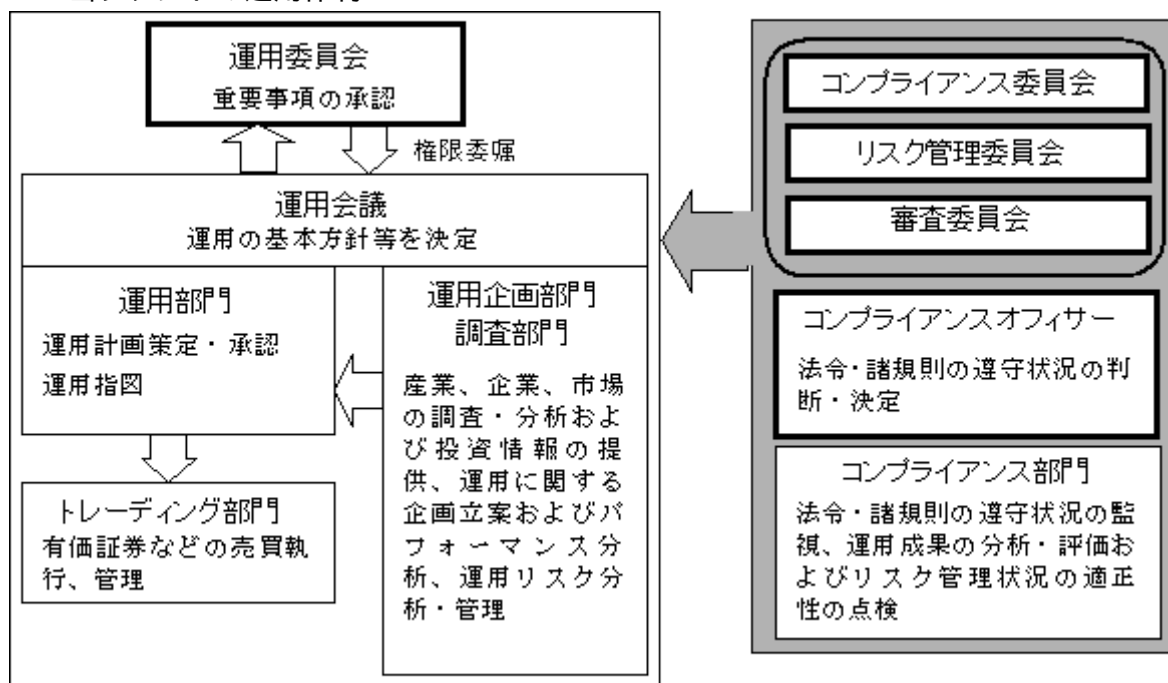 運用委員会
重要事項の承認
権限委嘱
運用会議
運用の基本方針等を決定
運用部門
運用計画策定・承認
運用指図
運用企画部門
調査部門
産業、企業、市場
の調査・分析およ
び投資情報の提
供、運用に関する
企画立案およびパ
フォーマンス分
析、運用リスク分
析・管理
トレーディング部門
有価証券などの売買執
行、管理
コンプライアンス委員会
リスク管理委員会
審査委員会
コンプライアンスオフィサー
法令・諸規則の遵守状況の判
断・決定
コンプライアンス部門
法令・諸規則の遵守状況の監
視、運用成果の分析・評価お
よびリスク管理状況の適正
性の点検